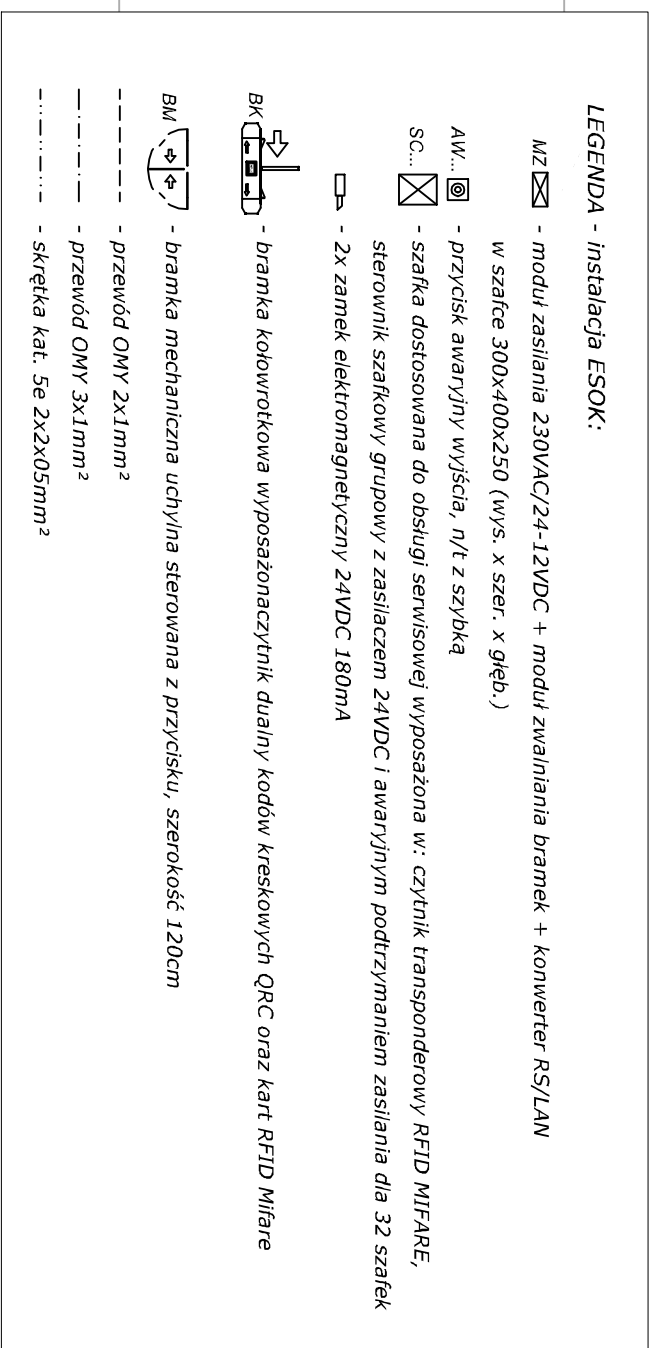 LEGENDA - instalacja ESOK:
MZ - moduł zasilania 230VAC/24-12VDC + moduł zwalniania bramek + konwerter RS/LAN
w szafce 300x400x250 (wys. x szer. x głęb.)
AW... - przycisk awaryjny wyjścia, n/t z szybką
SC... - szafka dostosowana do obsługi serwisowej wyposażona w: czytnik transponderowy RFID MIFARE,
sterownik szafkowy grupowy z zasilaczem 24VDC i awaryjnym podtrzymaniem zasilania dla 32 szafek
- 2x zamek elektromagnetyczny 24VDC 180mA
BK - bramka kołowrotkowa wyposażonaczytnik dualny kodów kreskowych QRC oraz kart RFID Mifare
BM - bramka mechaniczna uchylna sterowana z przycisku, szerokość 120cm
- przewód OMY 2x1mm²
- przewód OMY 3x1mm²
- skrętka kat. 5e 2x2x05mm²